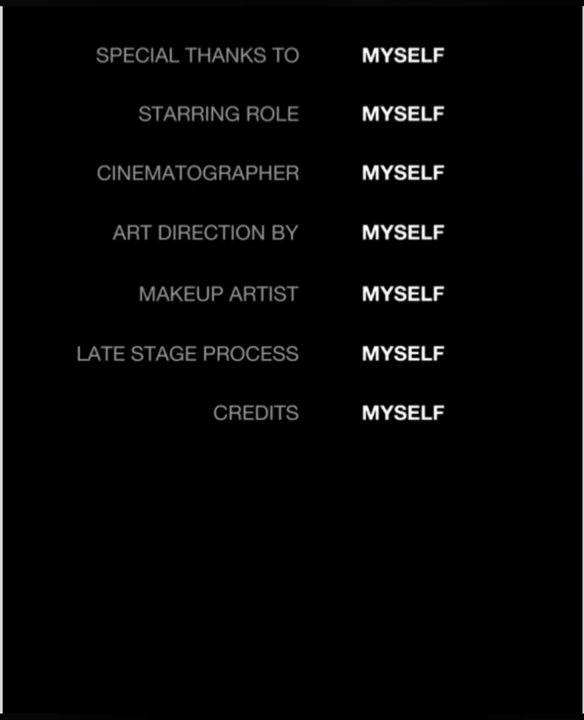 SPECIAL THANKS TO MYSELF
STARRING ROLE MYSELF
CINEMATOGRAPHER MYSELF
ART DIRECTION BY MYSELF
MAKEUP ARTIST MYSELF
LATE STAGE PROCESS MYSELF
CREDITS MYSELF